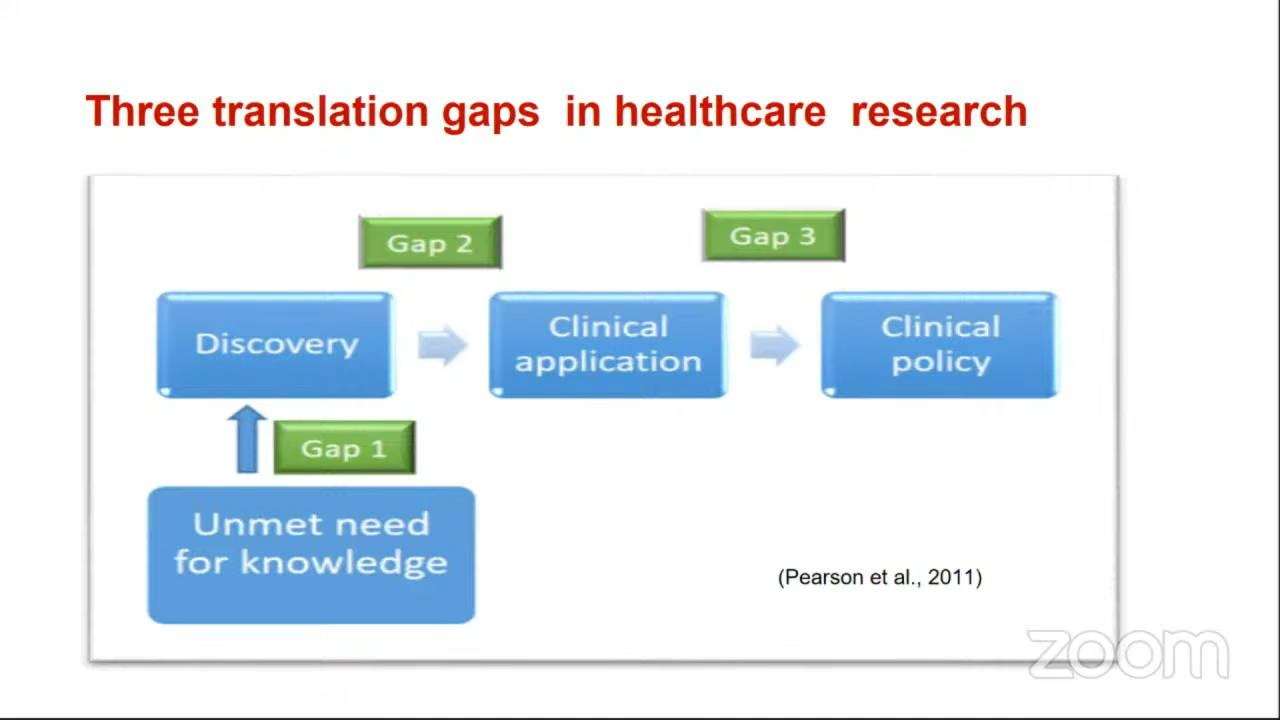 Three translation gaps in healthcare research
Gap 2
Gap 3
Discovery
Clinical
application
Clinical
policy
Gap 1
Unmet need
for knowledge
(Pearson et al., 2011)
zoom